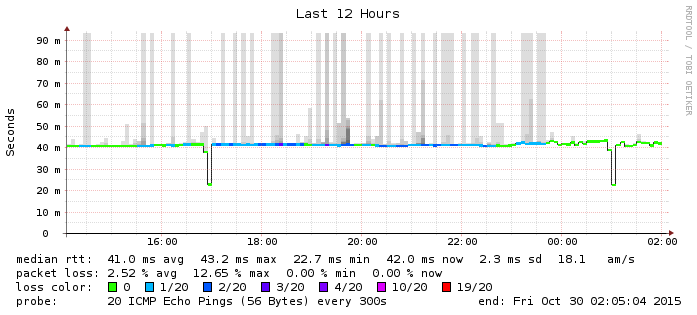 Last 12 Hours
RRDTOOL / TOBI OETIKER
Seconds
90 m
80 m
70 m
60 m
50 m
40 m
30 m
20 m
10 m
0
16:00 18:00 20:00 22:00 00:00 02:00
median rtt: 41.0 ms avg 43.2 ms max 22.7 ms min 42.0 ms now 2.3 ms sd 18.1 am/s
packet loss: 2.52 % avg 12.65 % max 0.00 % min 0.00 % now
loss color: 0 1/20 2/20 3/20 4/20 10/20 19/20
probe: 20 ICMP Echo Pings (56 Bytes) every 300s end: Fri Oct 30 02:05:04 2015